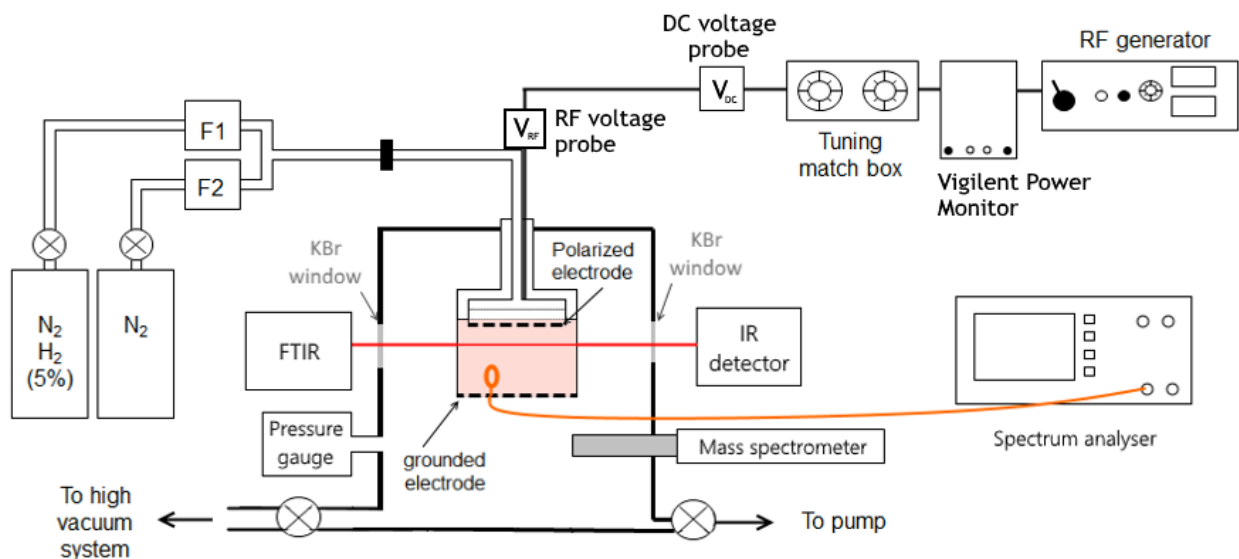 DC voltage
probe
RF generator
V_DC
V_RF
RF voltage
probe
Tuning
match box
Vigilent Power
Monitor
F1
F2
KBr
window
Polarized
electrode
KBr
window
N₂
H₂
(5%)
N₂
FTIR
IR
detector
Pressure
gauge
grounded
electrode
Mass spectrometer
Spectrum analyser
To high
vacuum
system
To pump